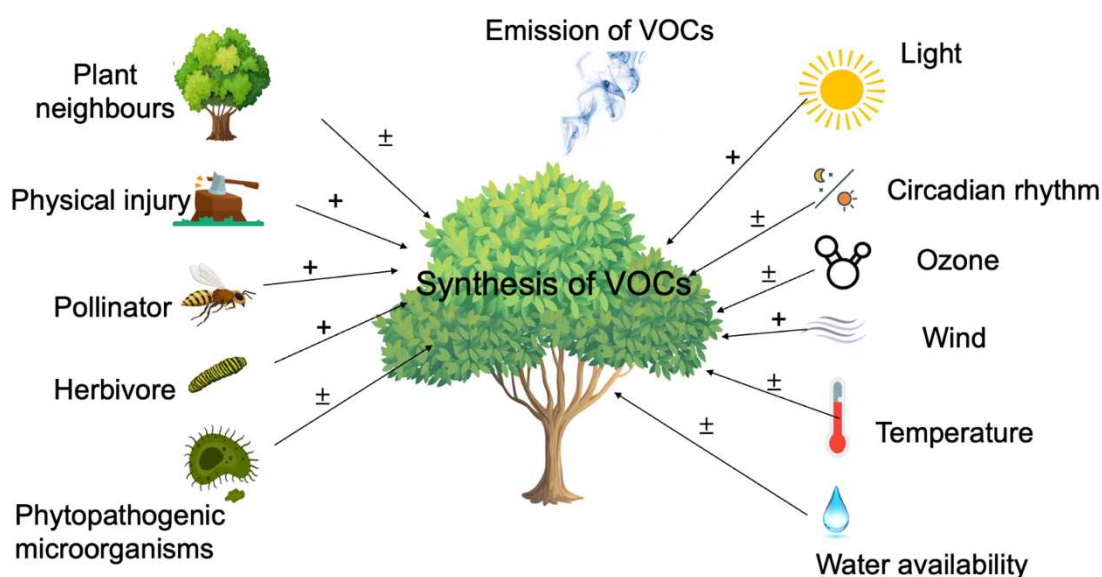 Emission of VOCs
Plant
neighbours
±
Physical injury
+
Pollinator
+
Herbivore
+
Phytopathogenic
microorganisms
±
Synthesis of VOCs
Light
+
Circadian rhythm
±
Ozone
±
Wind
+
Temperature
±
Water availability
±